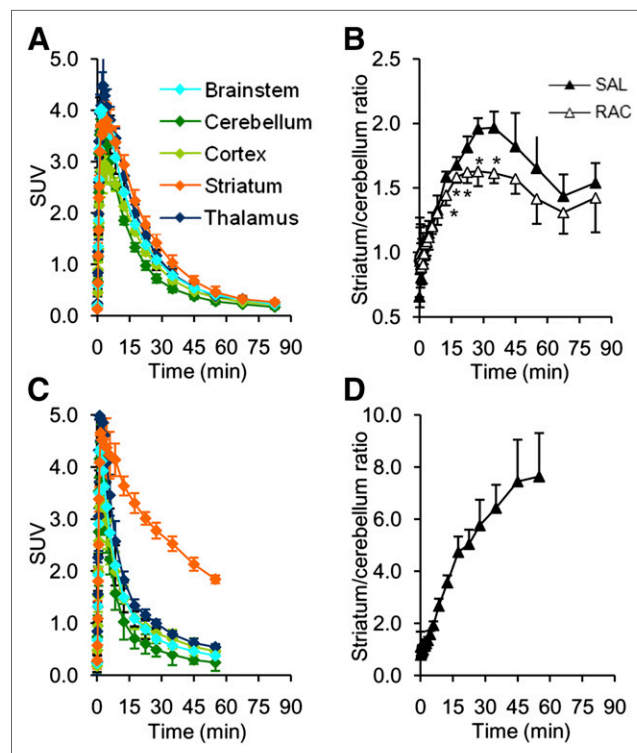 A
SUV
5.0
4.0
3.0
2.0
1.0
0.0
Brainstem
Cerebellum
Cortex
Striatum
Thalamus
0 15 30 45 60 75 90
Time (min)
B
Striatum/cerebellum ratio
2.5
2.0
1.5
1.0
0.5
SAL
RAC
* *
* *
*
0 15 30 45 60 75 90
Time (min)
C
SUV
5.0
4.0
3.0
2.0
1.0
0.0
0 15 30 45 60 75 90
Time (min)
D
Striatum/cerebellum ratio
10.0
8.0
6.0
4.0
2.0
0.0
0 15 30 45 60 75 90
Time (min)